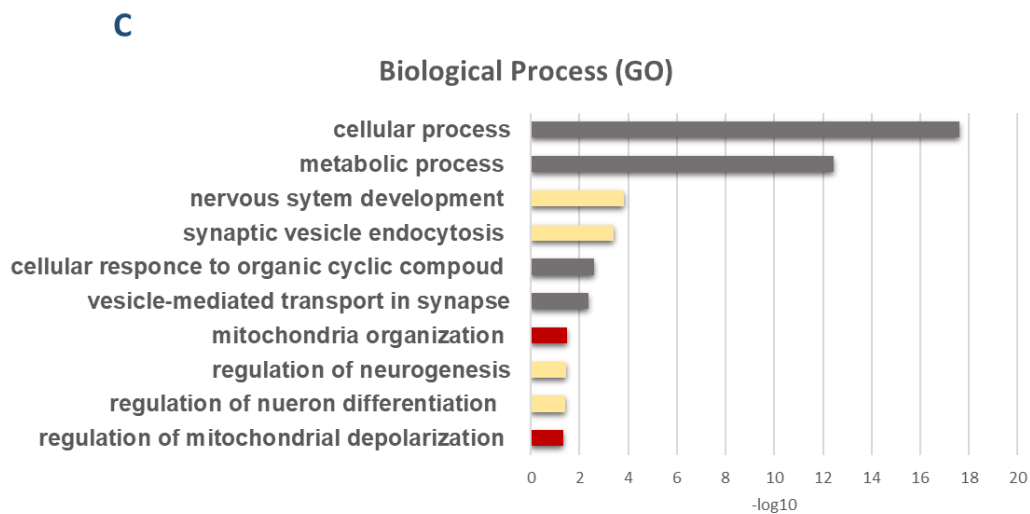 C
Biological Process (GO)
cellular process
metabolic process
nervous sytem development
synaptic vesicle endocytosis
cellular responce to organic cyclic compoud
vesicle-mediated transport in synapse
mitochondria organization
regulation of neurogenesis
regulation of nueron differentiation
regulation of mitochondrial depolarization
0 2 4 6 8 10 12 14 16 18 20
-log10